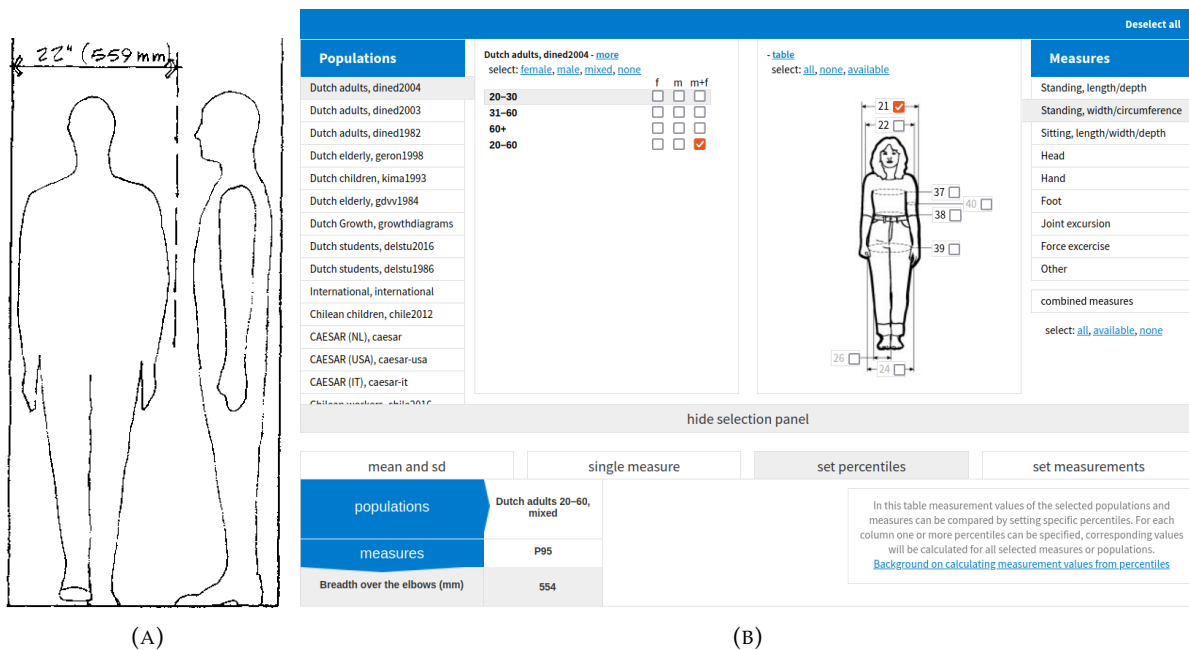 22" (559 mm)
Deselect all
Populations
Dutch adults, dined2004
Dutch adults, dined2003
Dutch adults, dined1982
Dutch elderly, geron1998
Dutch children, kima1993
Dutch elderly, gdvv1984
Dutch Growth, growthdiagrams
Dutch students, delstu2016
Dutch students, delstu1986
International, international
Chilean children, chile2012
CAESAR (NL), caesar
CAESAR (USA), caesar-usa
CAESAR (IT), caesar-it
Chilean workers, chile2016
Dutch adults, dined2004 - more
select: female, male, mixed, none
f m m+f
20–30
31–60
60+
20–60
- table
select: all, none, available
21
22
37
40
38
39
26
24
Measures
Standing, length/depth
Standing, width/circumference
Sitting, length/width/depth
Head
Hand
Foot
Joint excursion
Force excercise
Other
combined measures
select: all, available, none
hide selection panel
mean and sd
single measure
set percentiles
set measurements
populations
Dutch adults 20–60,
mixed
measures
P95
Breadth over the elbows (mm)
554
In this table measurement values of the selected populations and
measures can be compared by setting specific percentiles. For each
column one or more percentiles can be specified, corresponding values
will be calculated for all selected measures or populations.
Background on calculating measurement values from percentiles
(A)
(B)